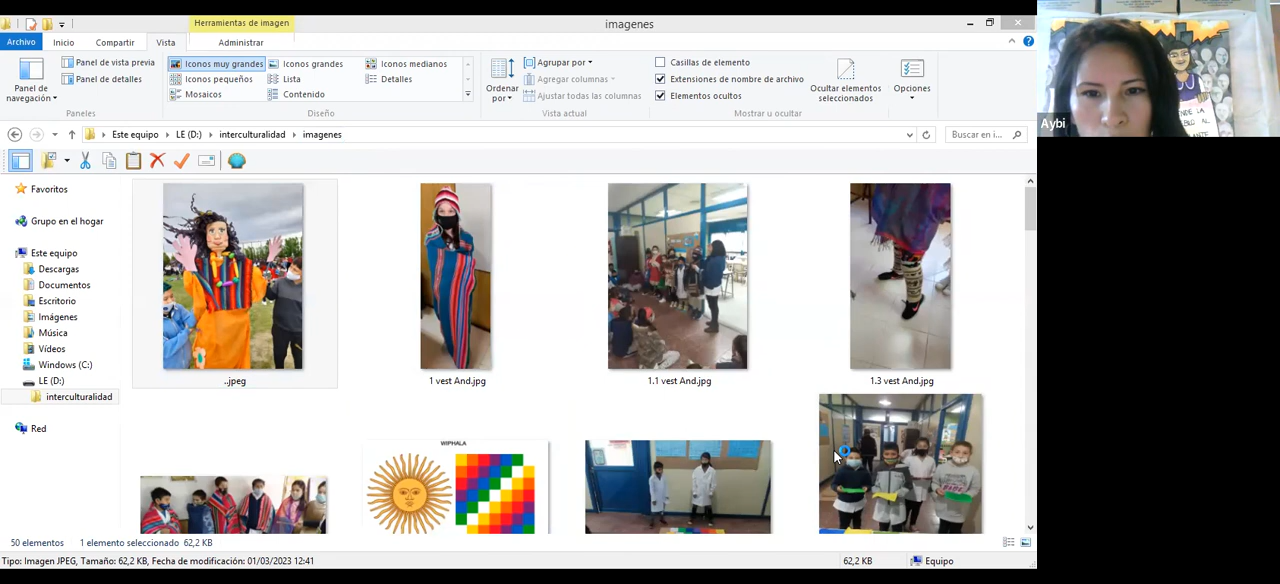 Herramientas de imagen
imagenes
Archivo Inicio Compartir Vista Administrar
Panel de navegación
Panel de vista previa
Panel de detalles
Paneles
Iconos muy grandes Iconos grandes Iconos medianos
Iconos pequeños Lista Detalles
Mosaicos Contenido
Diseño
Ordenar por
Agrupar por
Agregar columnas
Ajustar todas las columnas
Vista actual
Casillas de elemento
Extensiones de nombre de archivo
Elementos ocultos
Ocultar elementos seleccionados
Mostrar u ocultar
Opciones
Este equipo LE (D:) interculturalidad imagenes
Buscar en i...
Favoritos
Grupo en el hogar
Este equipo
Descargas
Documentos
Escritorio
Imágenes
Música
Vídeos
Windows (C:)
LE (D:)
interculturalidad
Red
..jpeg
1 vest And.jpg
1.1 vest And.jpg
1.3 vest And.jpg
WIPHALA
50 elementos 1 elemento seleccionado 62,2 KB
Tipo: Imagen JPEG, Tamaño: 62,2 KB, Fecha de modificación: 01/03/2023 12:41
62,2 KB
Equipo
Aybi